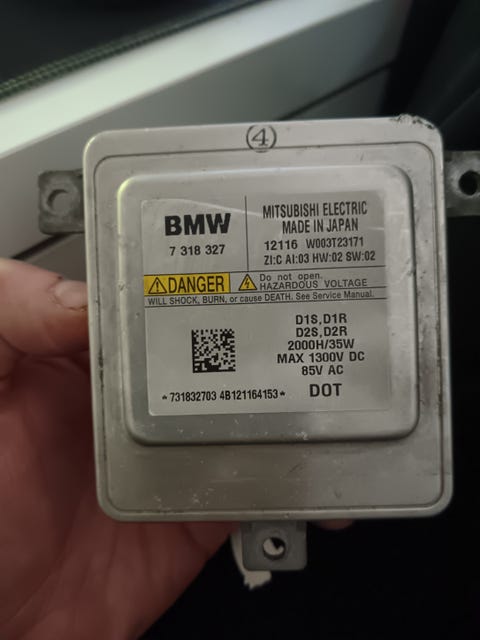 ④
BMW
7 318 327
MITSUBISHI ELECTRIC
MADE IN JAPAN
12116 W003T23171
ZI:C AI:03 HW:02 SW:02
⚠DANGER
Do not open.
HAZARDOUS VOLTAGE
WILL SHOCK, BURN, or cause DEATH. See Service Manual.
D1S,D1R
D2S,D2R
2000H/35W
MAX 1300V DC
85V AC
*731832703 4B121164153*
DOT